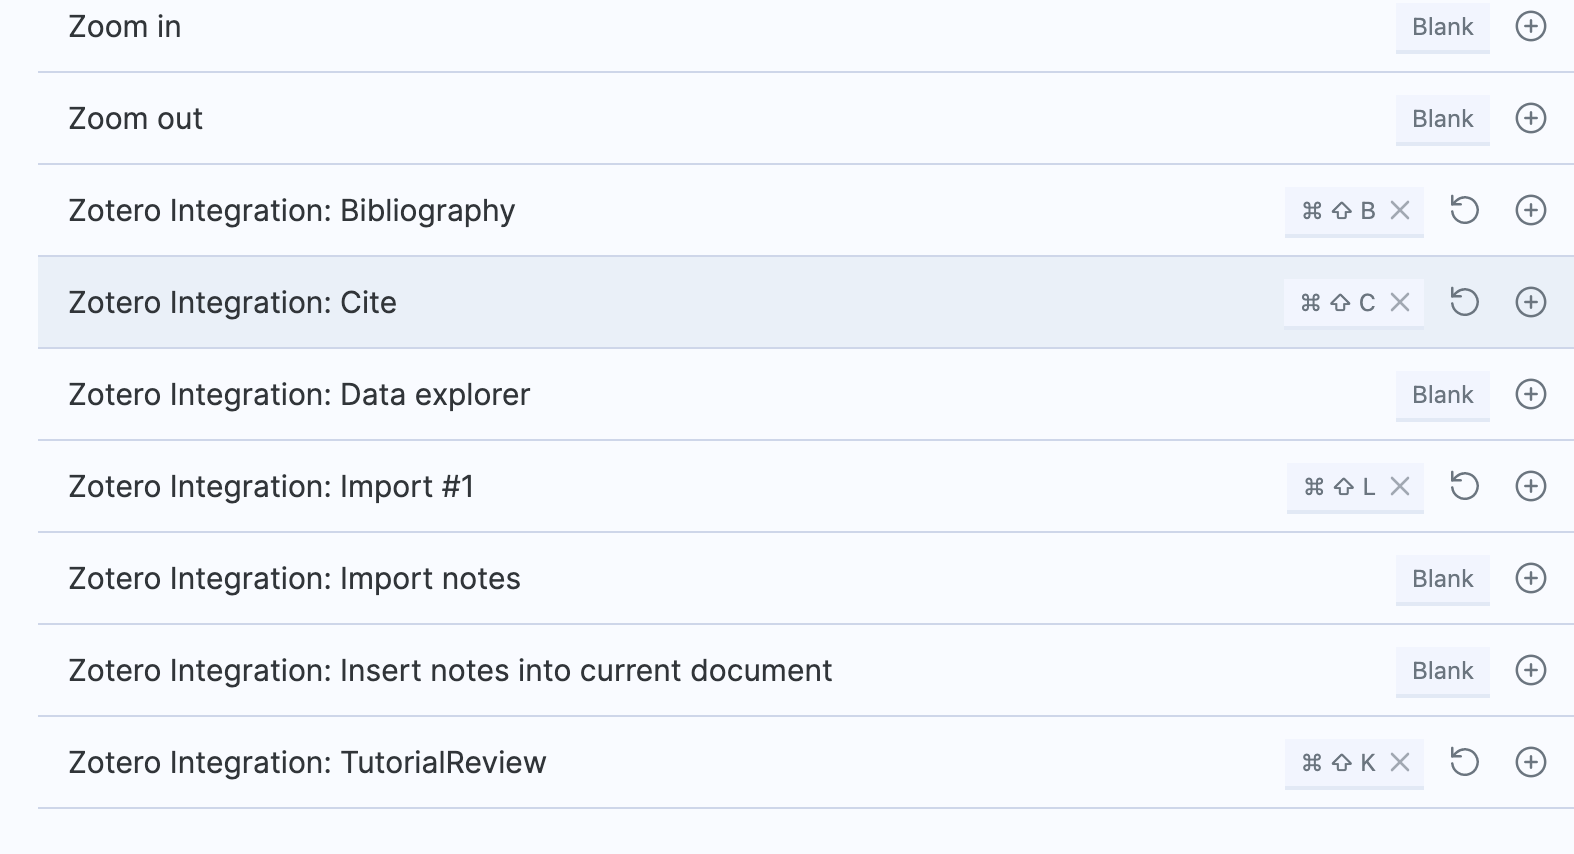 Zoom in Blank
Zoom out Blank
Zotero Integration: Bibliography ⌘ ⇧ B
Zotero Integration: Cite ⌘ ⇧ C
Zotero Integration: Data explorer Blank
Zotero Integration: Import #1 ⌘ ⇧ L
Zotero Integration: Import notes Blank
Zotero Integration: Insert notes into current document Blank
Zotero Integration: TutorialReview ⌘ ⇧ K